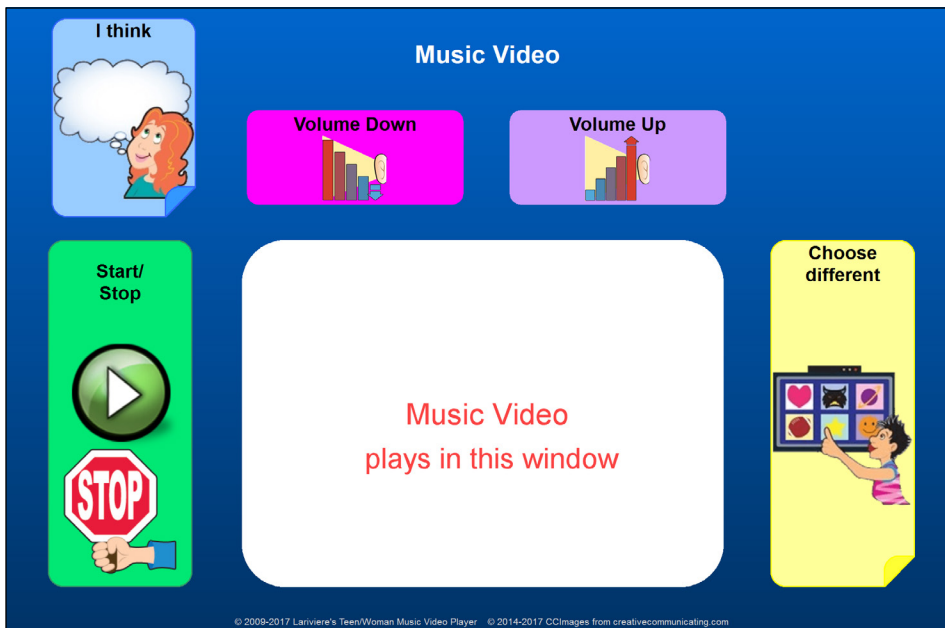 I think
Music Video
Volume Down
Volume Up
Start/
Stop
STOP
Music Video
plays in this window
Choose
different
© 2009-2017 Lariviere's Teen/Woman Music Video Player © 2014-2017 CCImages from creativecommunicating.com